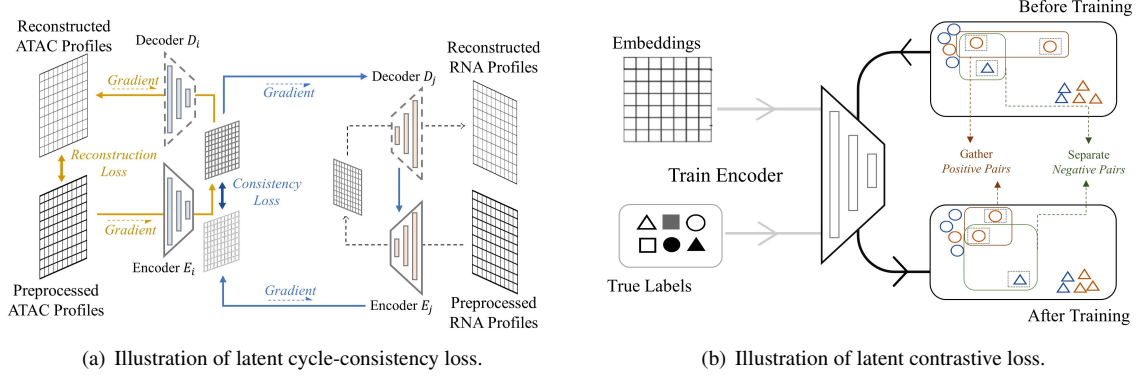 Reconstructed
ATAC Profiles
Decoder D_i
Gradient
Gradient
Decoder D_j
Reconstructed
RNA Profiles
Reconstruction
Loss
Consistency
Loss
Gradient
Encoder E_i
Preprocessed
ATAC Profiles
Gradient
Encoder E_j
Preprocessed
RNA Profiles
(a) Illustration of latent cycle-consistency loss.
Before Training
Embeddings
Train Encoder
Gather
Positive Pairs
Separate
Negative Pairs
True Labels
After Training
(b) Illustration of latent contrastive loss.